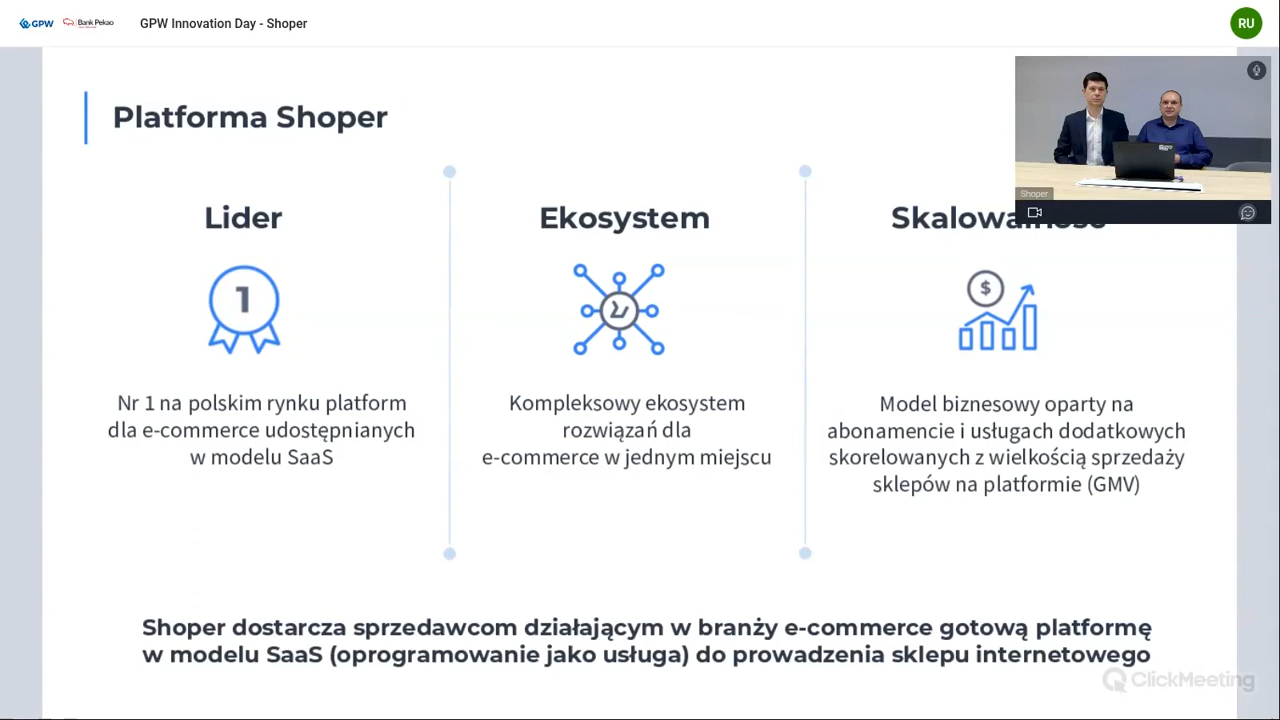 GPW
Bank Pekao
GPW Innovation Day - Shoper
RU
Platforma Shoper
Shoper
Lider
Ekosystem
1
$
Nr 1 na polskim rynku platform
dla e-commerce udostępnianych
w modelu SaaS
Kompleksowy ekosystem
rozwiązań dla
e-commerce w jednym miejscu
Model biznesowy oparty na
abonamencie i usługach dodatkowych
skorelowanych z wielkością sprzedaży
sklepów na platformie (GMV)
Shoper dostarcza sprzedawcom działającym w branży e-commerce gotową platformę
w modelu SaaS (oprogramowanie jako usługa) do prowadzenia sklepu internetowego
ClickMeeting